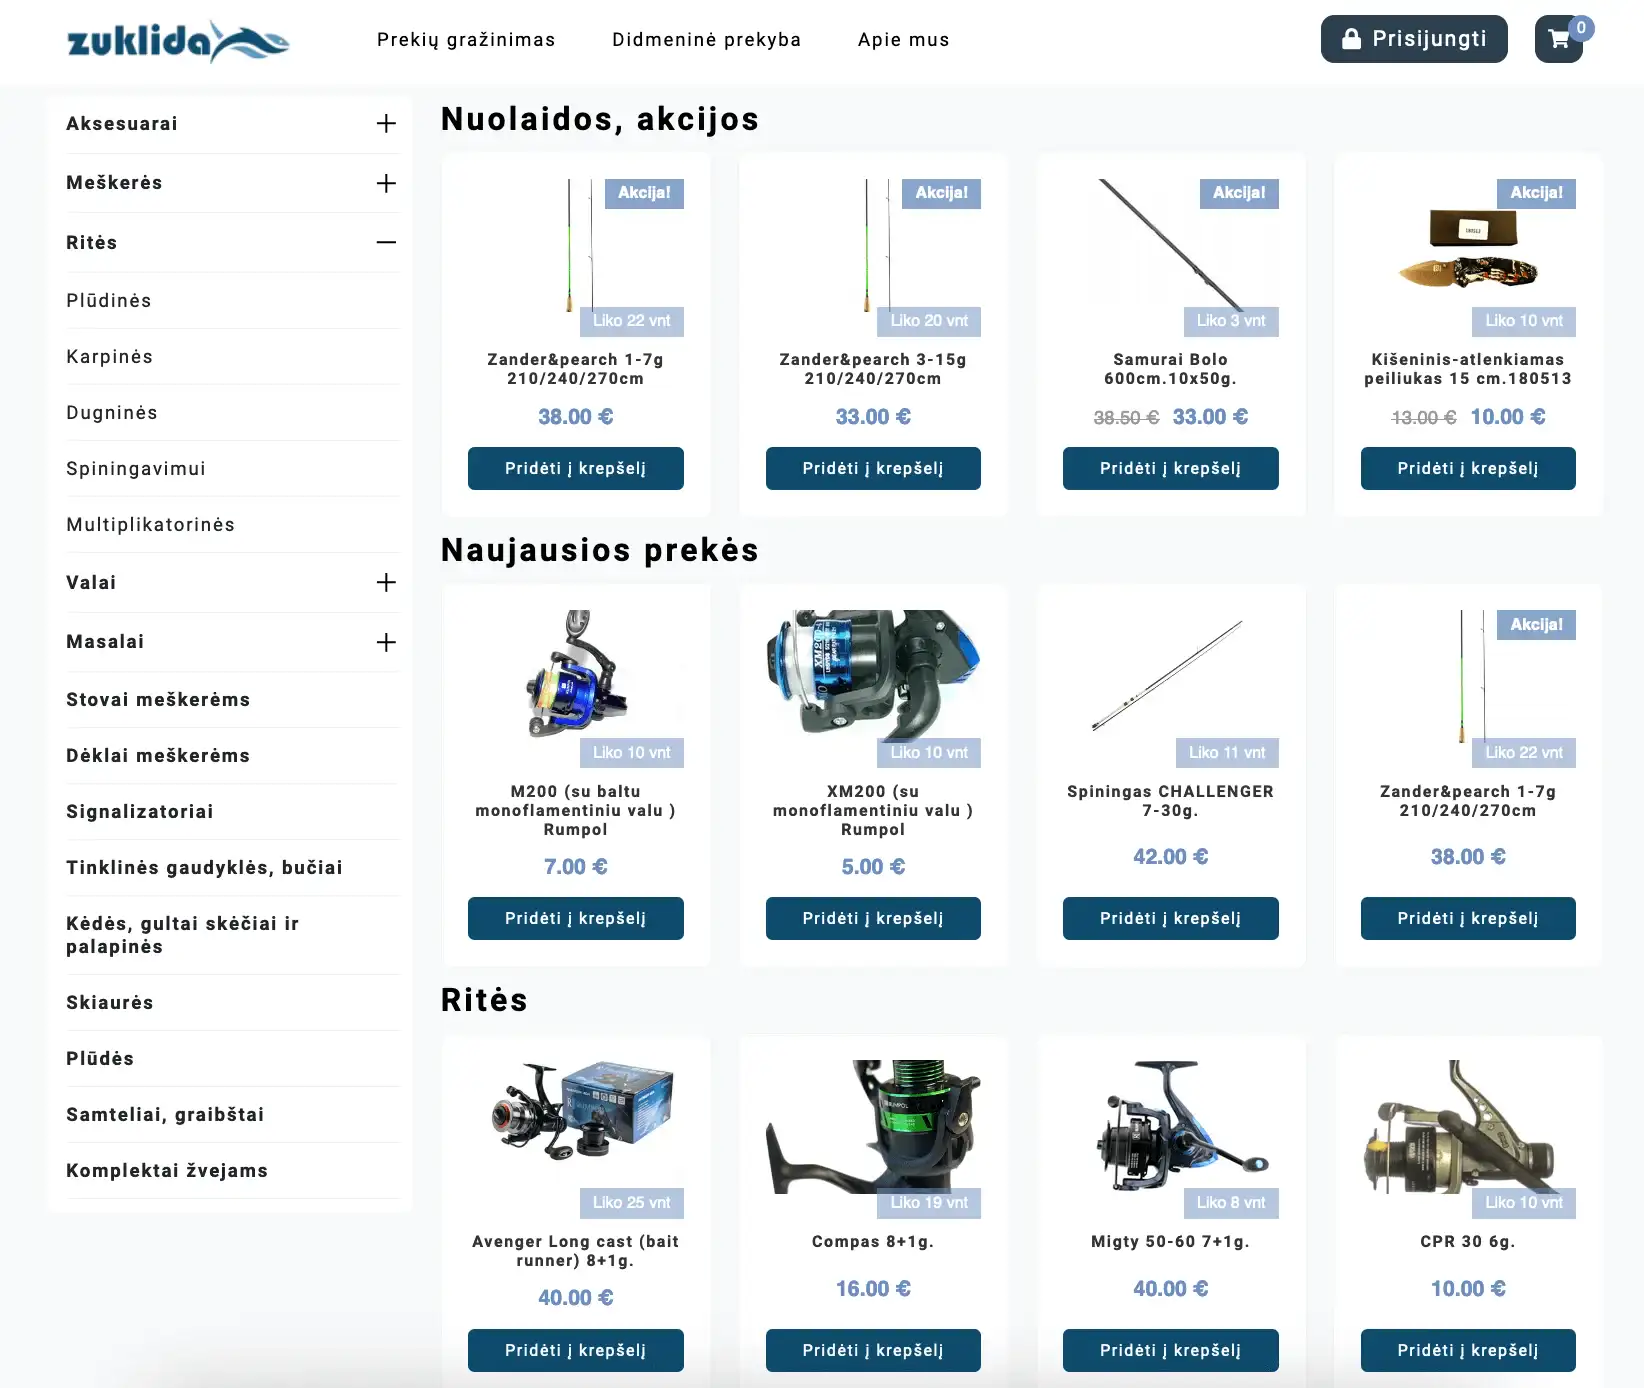 zuklida
Prekių gražinimas
Didmeninė prekyba
Apie mus
Prisijungti
0
Aksesuarai
Meškerės
Ritės
Plūdinės
Karpinės
Dugninės
Spiningavimui
Multiplikatorinės
Valai
Masalai
Stovai meškerėms
Dėklai meškerėms
Signalizatoriai
Tinklinės gaudyklės, bučiai
Kėdės, gultai skėčiai ir
palapinės
Skiaurės
Plūdės
Samteliai, graibštai
Komplektai žvejams
Nuolaidos, akcijos
Akcija!
Liko 22 vnt
Zander&pearch 1-7g
210/240/270cm
38.00 €
Pridėti į krepšelį
Akcija!
Liko 20 vnt
Zander&pearch 3-15g
210/240/270cm
33.00 €
Pridėti į krepšelį
Akcija!
Liko 3 vnt
Samurai Bolo
600cm.10x50g.
38.50 € 33.00 €
Pridėti į krepšelį
Akcija!
180513
Liko 10 vnt
Kišeninis-atlenkiamas
peiliukas 15 cm.180513
13.00 € 10.00 €
Pridėti į krepšelį
Naujausios prekės
Liko 10 vnt
M200 (su baltu
monoflamentiniu valu )
Rumpol
7.00 €
Pridėti į krepšelį
XM200
Liko 10 vnt
XM200 (su
monoflamentiniu valu )
Rumpol
5.00 €
Pridėti į krepšelį
Liko 11 vnt
Spiningas CHALLENGER
7-30g.
42.00 €
Pridėti į krepšelį
Akcija!
Liko 22 vnt
Zander&pearch 1-7g
210/240/270cm
38.00 €
Pridėti į krepšelį
Ritės
Liko 25 vnt
Avenger Long cast (bait
runner) 8+1g.
40.00 €
Pridėti į krepšelį
RUMPOL
Liko 19 vnt
Compas 8+1g.
16.00 €
Pridėti į krepšelį
Liko 8 vnt
Migty 50-60 7+1g.
40.00 €
Pridėti į krepšelį
Liko 10 vnt
CPR 30 6g.
10.00 €
Pridėti į krepšelį